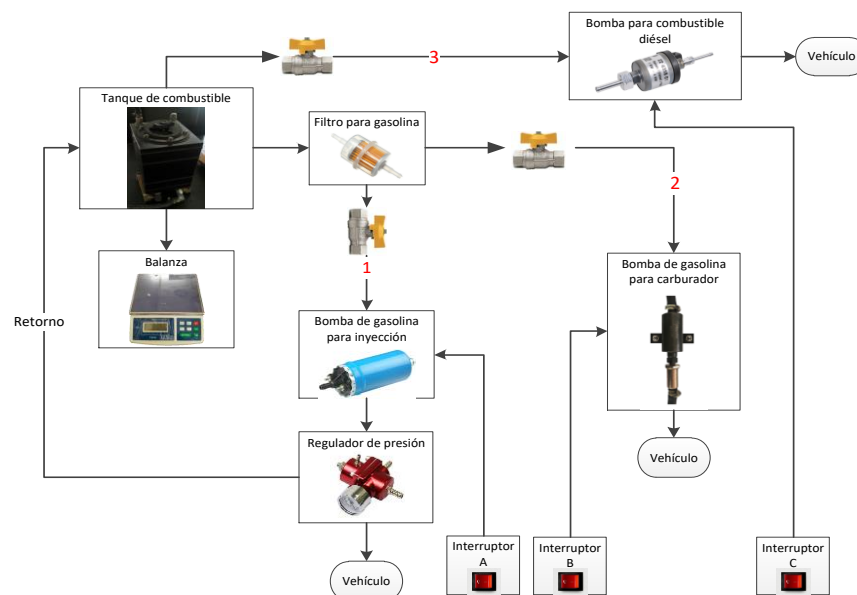 Bomba para combustible
diésel
Vehículo
3
Tanque de combustible
Filtro para gasolina
2
1
Balanza
Bomba de gasolina
para carburador
Retorno
Bomba de gasolina
para inyección
Regulador de presión
Vehículo
Vehículo
Interruptor
A
Interruptor
B
Interruptor
C